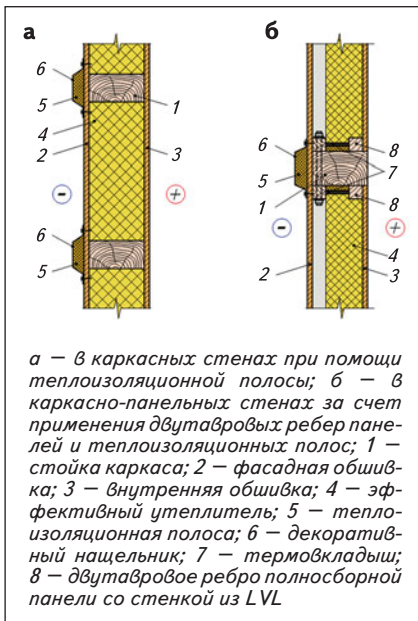 а
б
6
5
4
2
1
3
−
+
6
5
6
5
1
2
8
7
8
−
+
4
3
а — в каркасных стенах при помощи
теплоизоляционной полосы; б — в
каркасно-панельных стенах за счет
применения двутавровых ребер пане-
лей и теплоизоляционных полос; 1 —
стойка каркаса; 2 — фасадная обшив-
ка; 3 — внутренняя обшивка; 4 — эф-
фективный утеплитель; 5 — тепло-
изоляционная полоса; 6 — декоратив-
ный нащельник; 7 — термовкладыш;
8 — двутавровое ребро полносборной
панели со стенкой из LVL